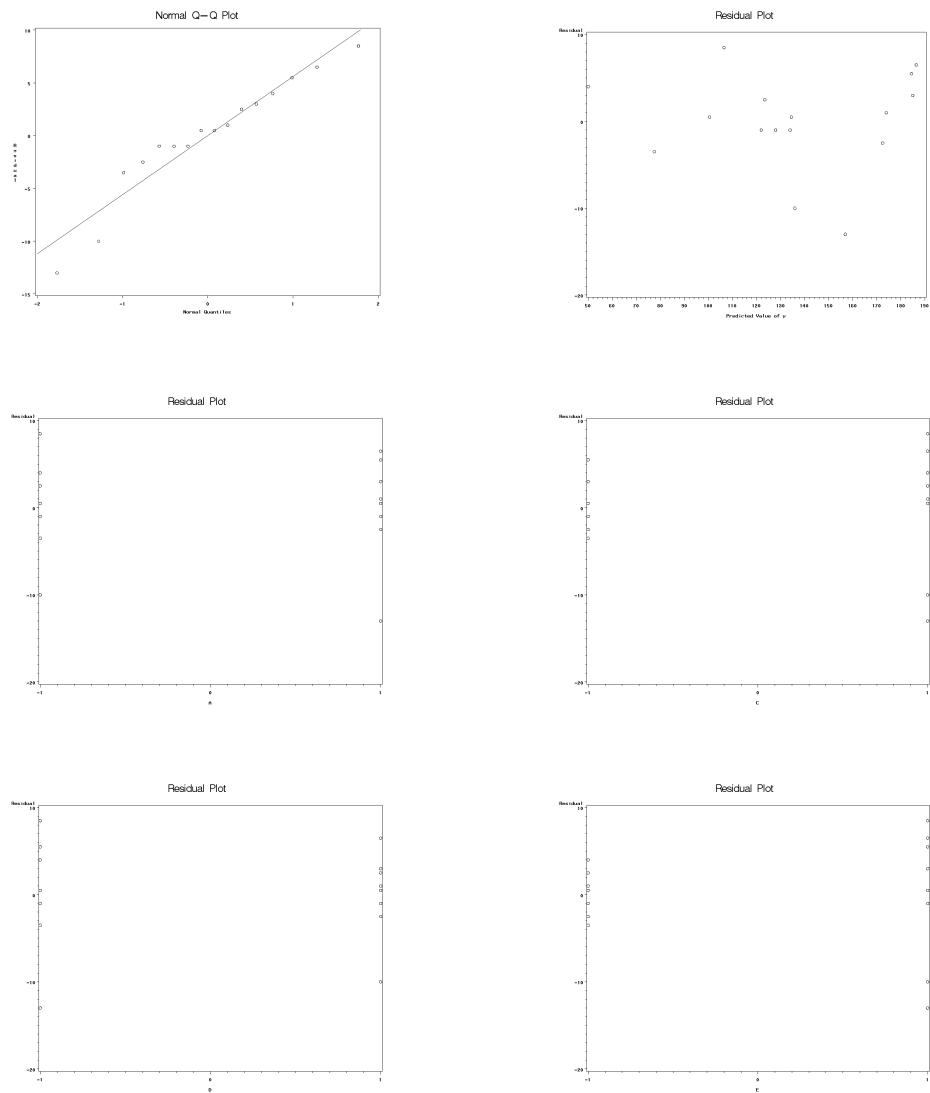 Normal Q-Q Plot
10
5
0
-5
-10
-15
-2 -1 0 1 2
Normal Quantiles
Residual Plot
Residual
10
0
-10
-20
50 60 70 80 90 100 110 120 130 140 150 160 170 180 190
Predicted Value of y
Residual Plot
Residual
10
0
-10
-20
-1 0 1
A
Residual Plot
Residual
10
0
-10
-20
-1 0 1
C
Residual Plot
Residual
10
0
-10
-20
-1 0 1
D
Residual Plot
Residual
10
0
-10
-20
-1 0 1
E